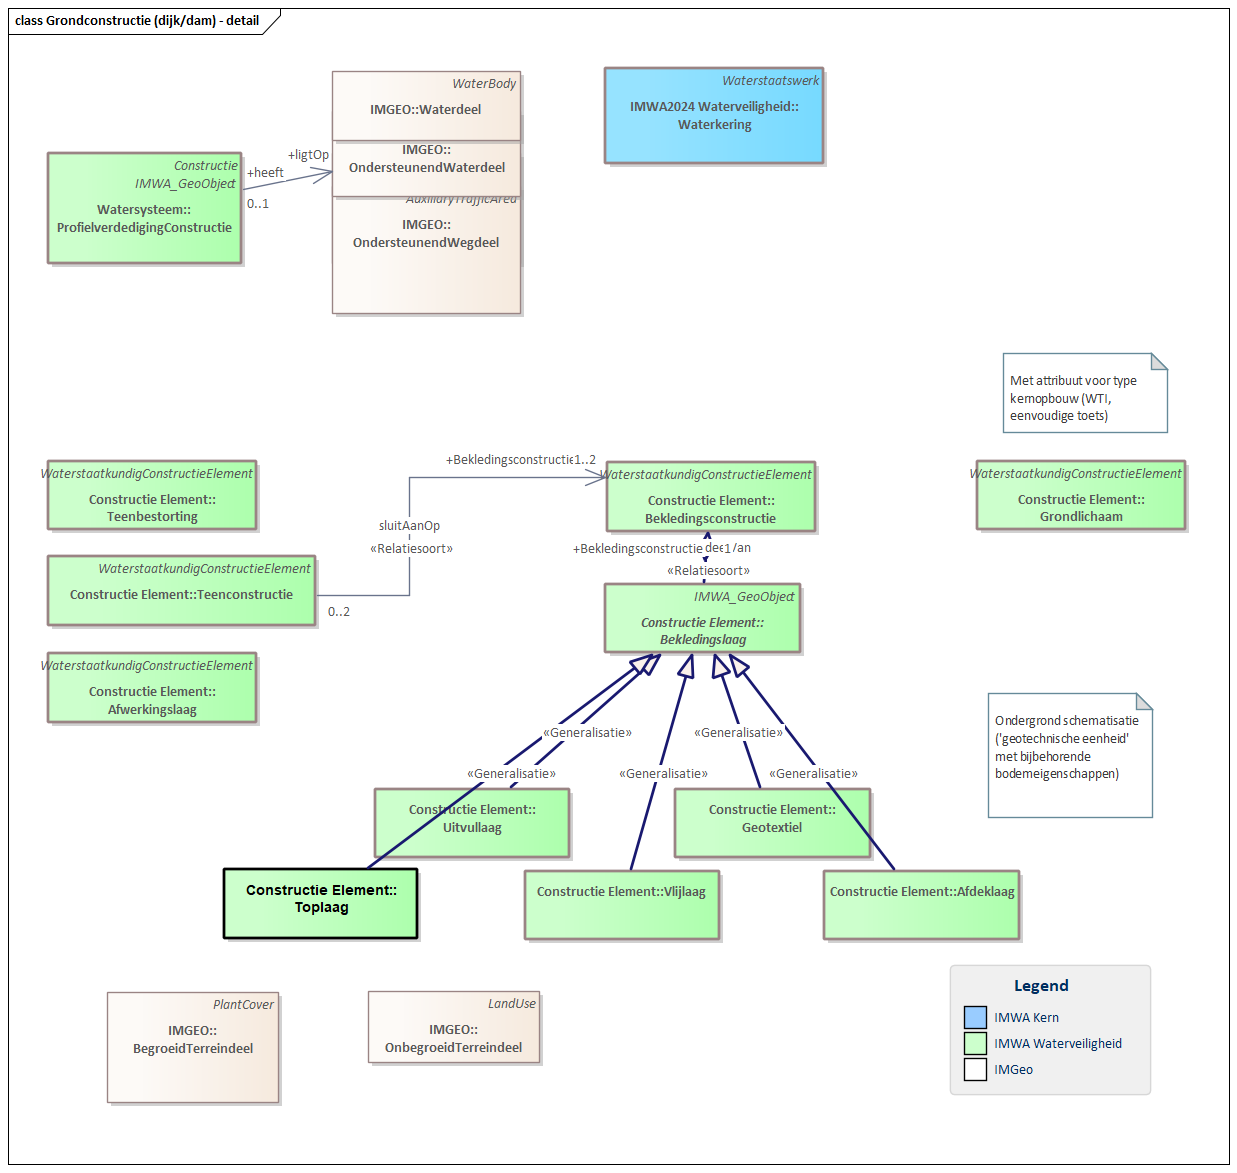 class Grondconstructie (dijk/dam) - detail
WaterBody
IMGEO::Waterdeel
IMGEO::
OndersteunendWaterdeel
AuxiliaryTrafficArea
IMGEO::
OndersteunendWegdeel
Waterstaatswerk
IMWA2024 Waterveiligheid::
Waterkering
Constructie
IMWA_GeoObject
Watersysteem::
ProfielverdedigingConstructie
+heeft
0..1
+ligtOp
Met attribuut voor type
kernopbouw (WTI,
eenvoudige toets)
WaterstaatkundigConstructieElement
Constructie Element::
Teenbestorting
+Bekledingsconstructie
1..2
WaterstaatkundigConstructieElement
Constructie Element::
Bekledingsconstructie
WaterstaatkundigConstructieElement
Constructie Element::
Grondlichaam
sluitAanOp
«Relatiesoort»
+Bekledingsconstructie
1
«Relatiesoort»
WaterstaatkundigConstructieElement
Constructie Element::Teenconstructie
0..2
IMWA_GeoObject
Constructie Element::
Bekledingslaag
WaterstaatkundigConstructieElement
Constructie Element::
Afwerkingslaag
Ondergrond schematisatie
('geotechnische eenheid'
met bijbehorende
bodemeigenschappen)
«Generalisatie»
«Generalisatie»
«Generalisatie»
«Generalisatie»
«Generalisatie»
Constructie Element::
Uitvullaag
Constructie Element::
Geotextiel
Constructie Element::
Toplaag
Constructie Element::Vlijlaag
Constructie Element::Afdeklaag
PlantCover
IMGEO::
BegroeidTerreindeel
LandUse
IMGEO::
OnbegroeidTerreindeel
Legend
IMWA Kern
IMWA Waterveiligheid
IMGeo